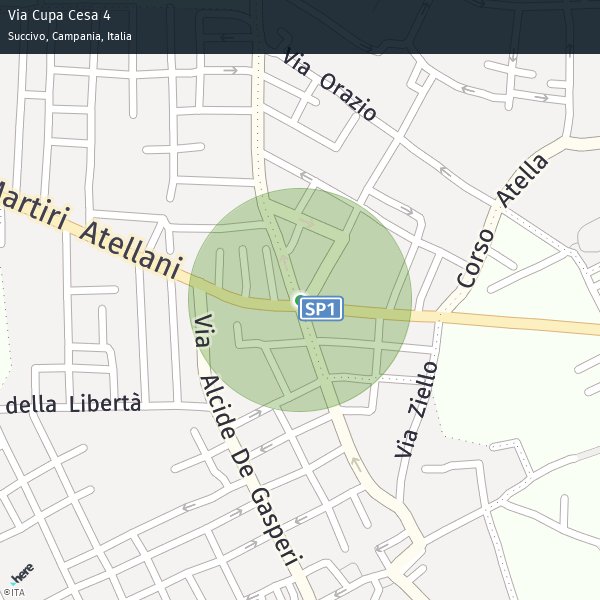 Via Cupa Cesa 4
Succivo, Campania, Italia
Via Orazio
Corso Atella
Martiri Atellani
SP1
Via Alcide De Gasperi
Via Ziello
della Libertà
here
©ITA